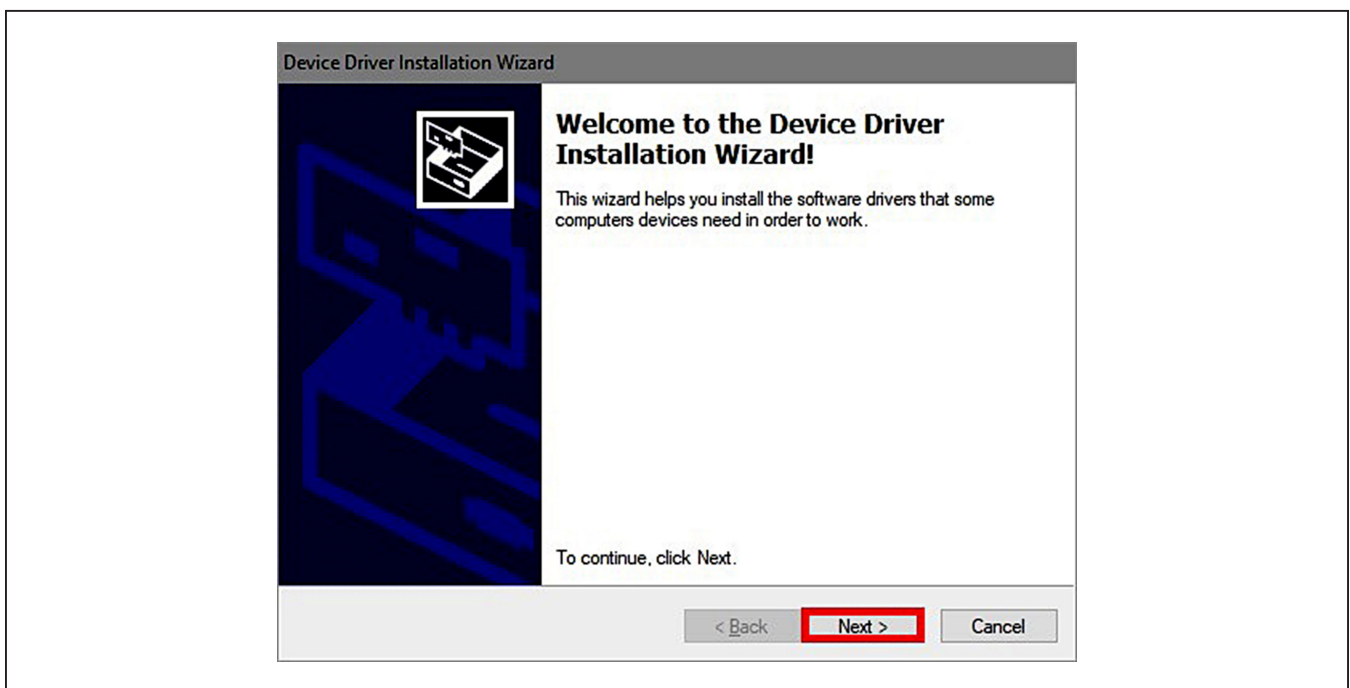 Device Driver Installation Wizard
Welcome to the Device Driver
Installation Wizard!
This wizard helps you install the software drivers that some
computers devices need in order to work.
To continue, click Next.
< Back
Next >
Cancel